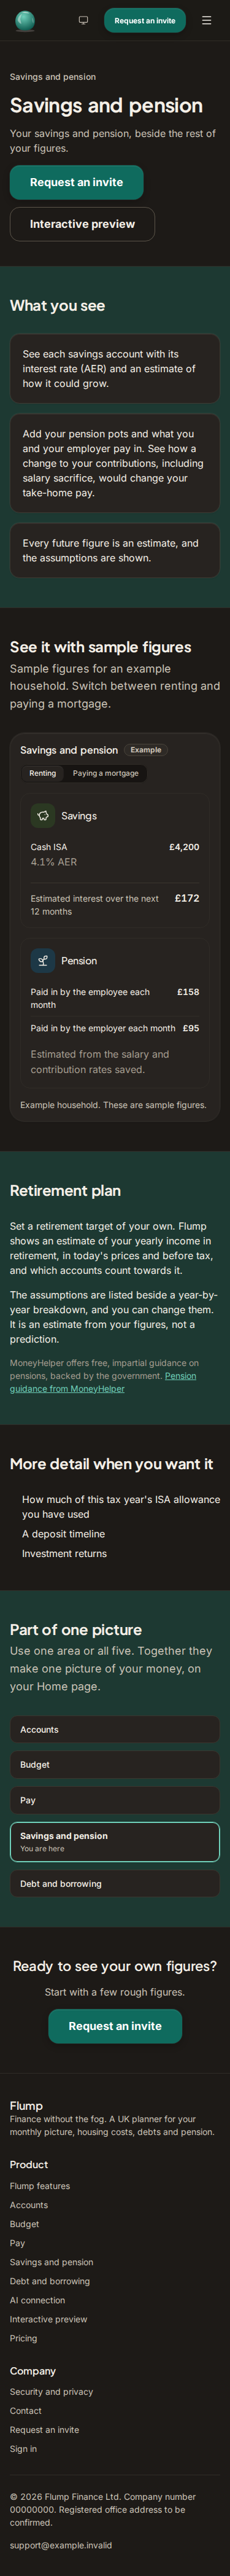 Request an invite
Savings and pension
Savings and pension
Your savings and pension, beside the rest of
your figures.
Request an invite
Interactive preview
What you see
See each savings account with its
interest rate (AER) and an estimate of
how it could grow.
Add your pension pots and what you
and your employer pay in. See how a
change to your contributions, including
salary sacrifice, would change your
take-home pay.
Every future figure is an estimate, and
the assumptions are shown.
See it with sample figures
Sample figures for an example
household. Switch between renting and
paying a mortgage.
Savings and pension Example
Renting Paying a mortgage
Savings
Cash ISA £4,200
4.1% AER
Estimated interest over the next £172
12 months
Pension
Paid in by the employee each £158
month
Paid in by the employer each month £95
Estimated from the salary and
contribution rates saved.
Example household. These are sample figures.
Retirement plan
Set a retirement target of your own. Flump
shows an estimate of your yearly income in
retirement, in today's prices and before tax,
and which accounts count towards it.
The assumptions are listed beside a year-by-
year breakdown, and you can change them.
It is an estimate from your figures, not a
prediction.
MoneyHelper offers free, impartial guidance on
pensions, backed by the government. Pension
guidance from MoneyHelper
More detail when you want it
How much of this tax year's ISA allowance
you have used
A deposit timeline
Investment returns
Part of one picture
Use one area or all five. Together they
make one picture of your money, on
your Home page.
Accounts
Budget
Pay
Savings and pension
You are here
Debt and borrowing
Ready to see your own figures?
Start with a few rough figures.
Request an invite
Flump
Finance without the fog. A UK planner for your
monthly picture, housing costs, debts and pension.
Product
Flump features
Accounts
Budget
Pay
Savings and pension
Debt and borrowing
AI connection
Interactive preview
Pricing
Company
Security and privacy
Contact
Request an invite
Sign in
© 2026 Flump Finance Ltd. Company number
00000000. Registered office address to be
confirmed.
support@example.invalid